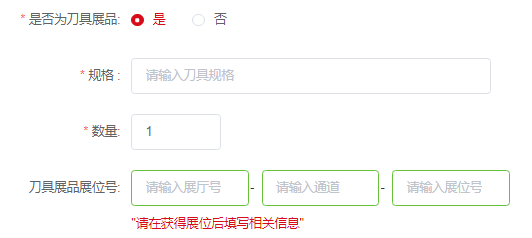 * 是否为刀具展品: 是 否
* 规格 : 请输入刀具规格
* 数量: 1
刀具展品展位号: 请输入展厅号 - 请输入通道 - 请输入展位号
"请在获得展位后填写相关信息"